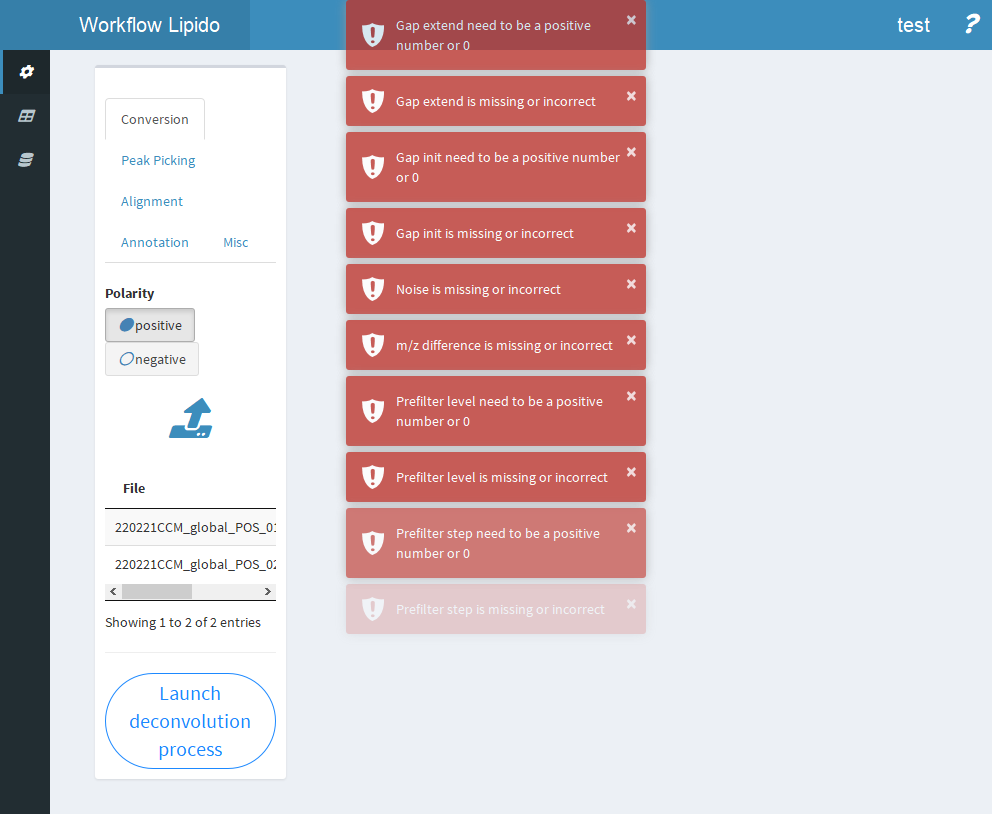 Workflow Lipido
test
?
Conversion
Peak Picking
Alignment
Annotation Misc
Polarity
positive
negative
File
220221CCM_global_POS_01
220221CCM_global_POS_02
Showing 1 to 2 of 2 entries
Launch
deconvolution
process
Gap extend need to be a positive
number or 0
×
Gap extend is missing or incorrect
×
Gap init need to be a positive number
or 0
×
Gap init is missing or incorrect
×
Noise is missing or incorrect
×
m/z difference is missing or incorrect
×
Prefilter level need to be a positive
number or 0
×
Prefilter level is missing or incorrect
×
Prefilter step need to be a positive
number or 0
×
Prefilter step is missing or incorrect
×